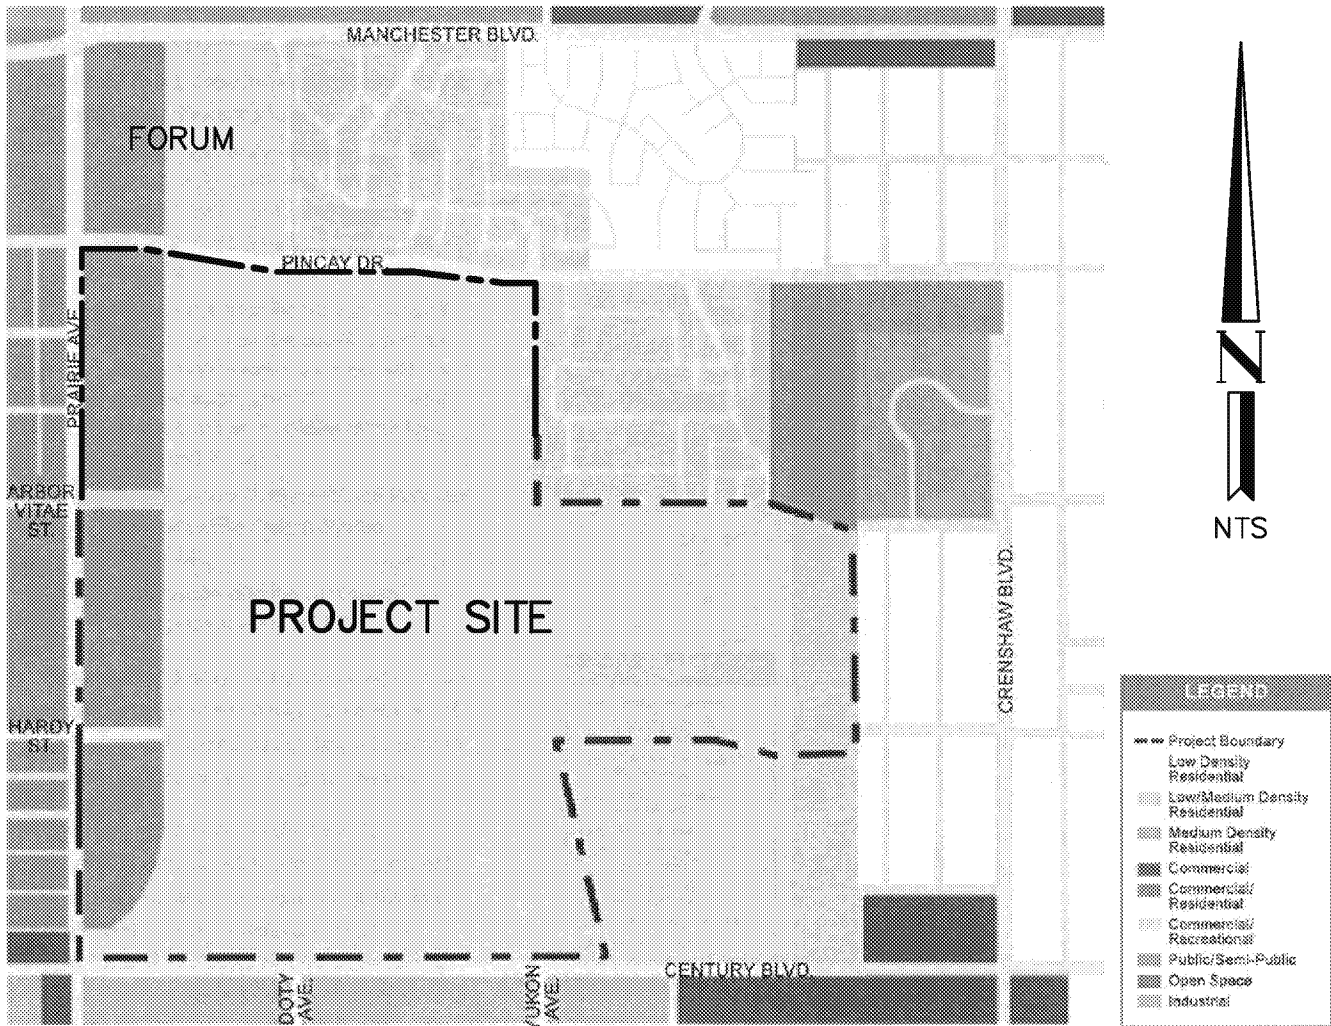 MANCHESTER BLVD.
FORUM
PINCAY DR.
PRAIRIE AVE.
ARBOR
VITAE
ST.
PROJECT SITE
CRENSHAW BLVD.
HARDY
ST.
CENTURY BLVD.
DOTY
AVE.
YUKON
AVE.
N
NTS
LEGEND
Project Boundary
Low Density
Residential
Low/Medium Density
Residential
Medium Density
Residential
Commercial
Commercial/
Residential
Commercial/
Recreational
Public/Semi-Public
Open Space
Industrial